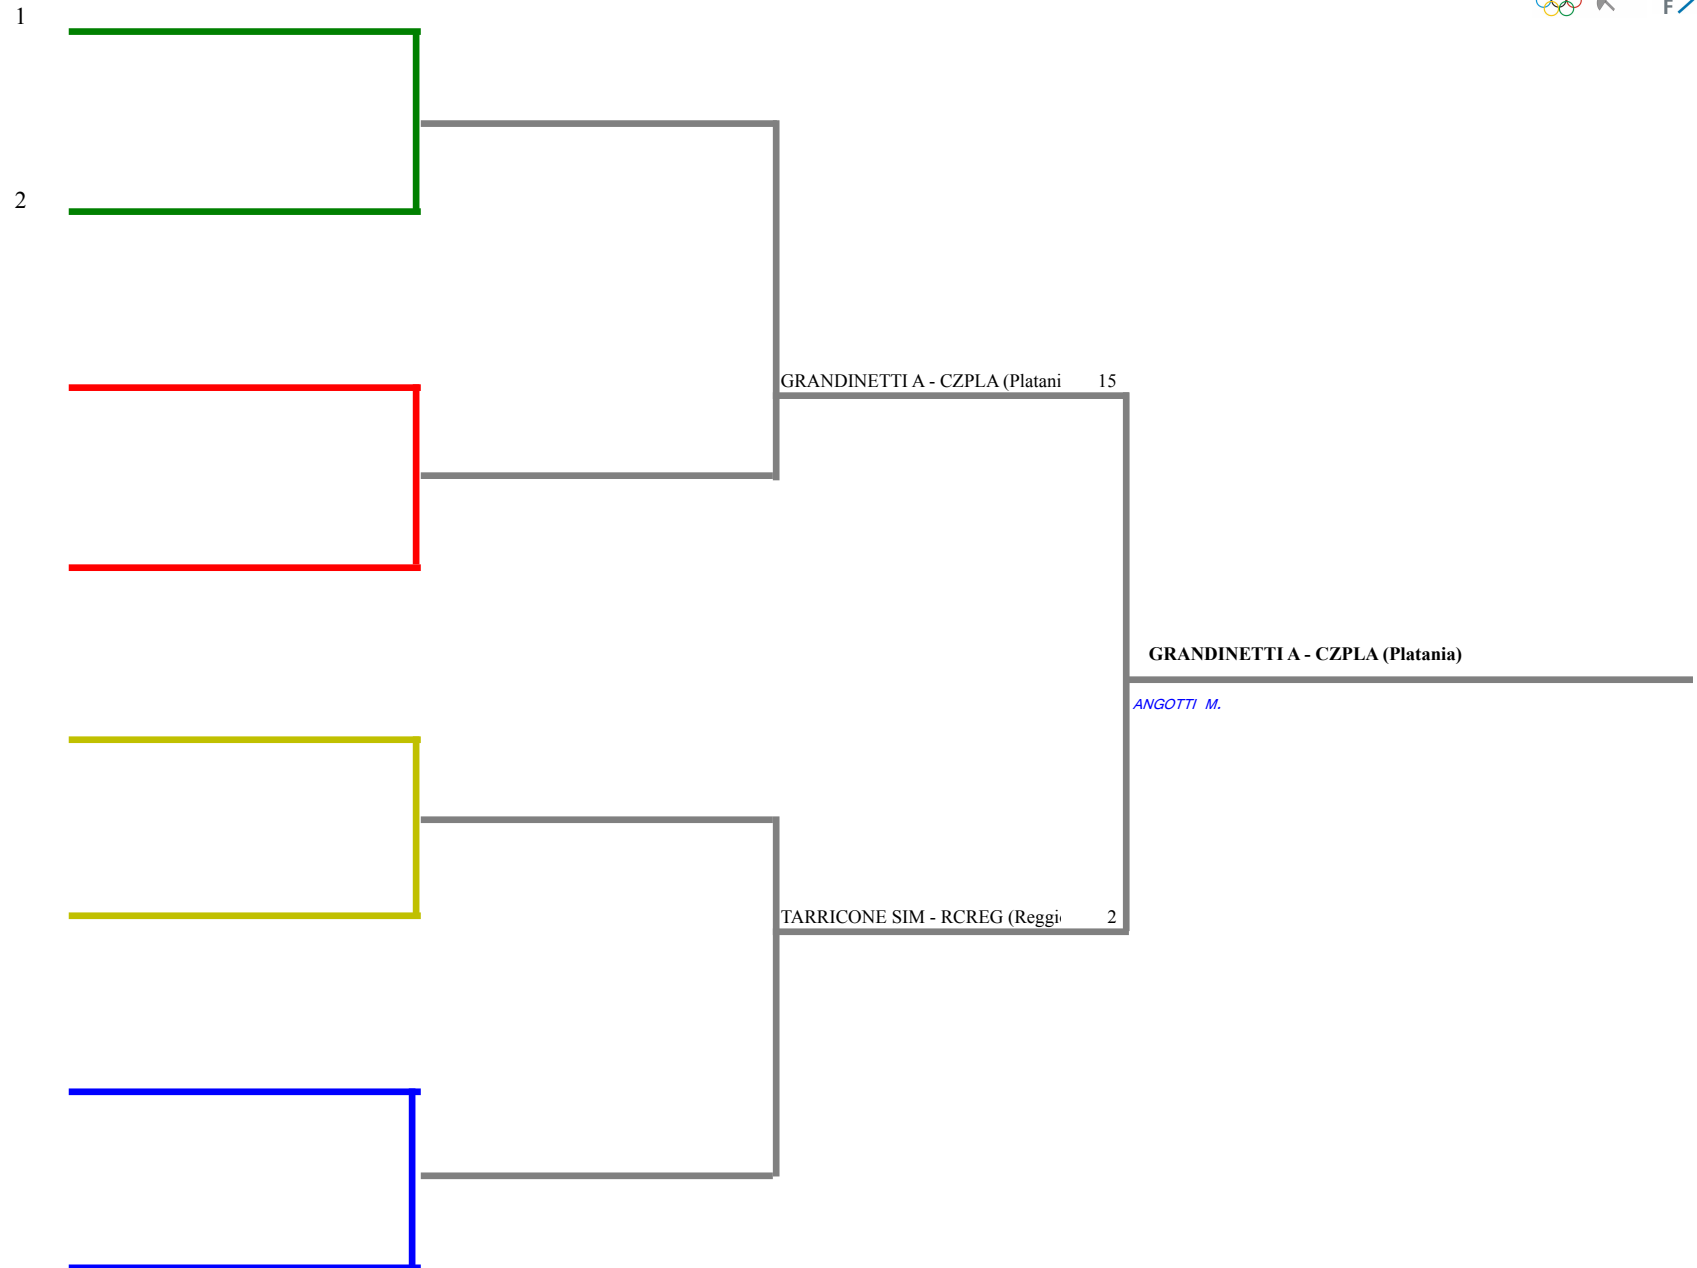 1
F
2
GRANDINETTI A - CZPLA (Platani 15
GRANDINETTI A - CZPLA (Platania)
ANGOTTI M.
TARRICONE SIM - RCREG (Reggi 2